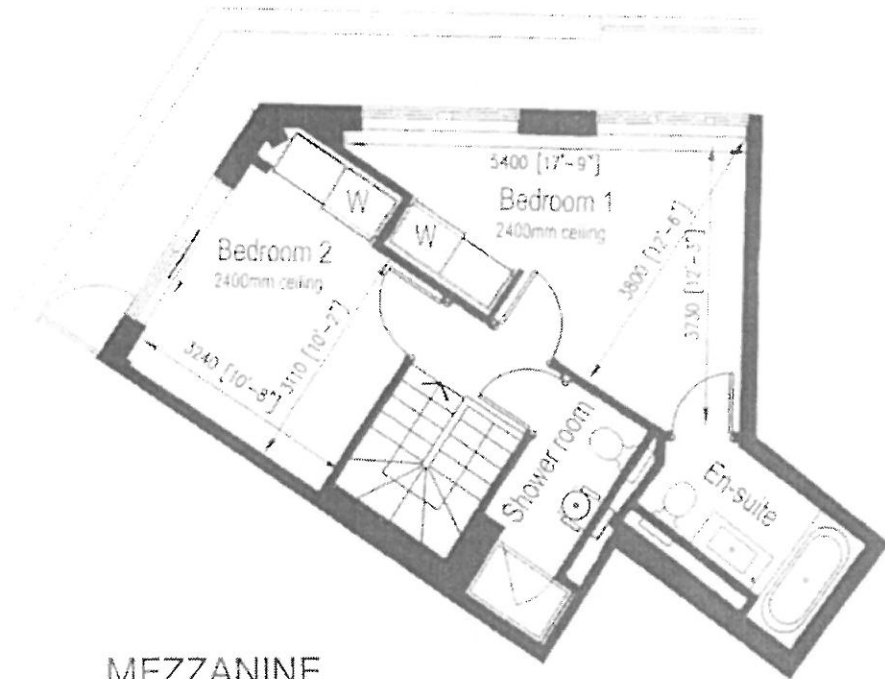 5400 [17'-9"]
Bedroom 1
2400mm ceiling
W
W
Bedroom 2
2400mm ceiling
3800 [12'-6"]
3730 [12'-3"]
3240 [10'-8"]
3110 [10'-2"]
Shower room
En-suite
MEZZANINE